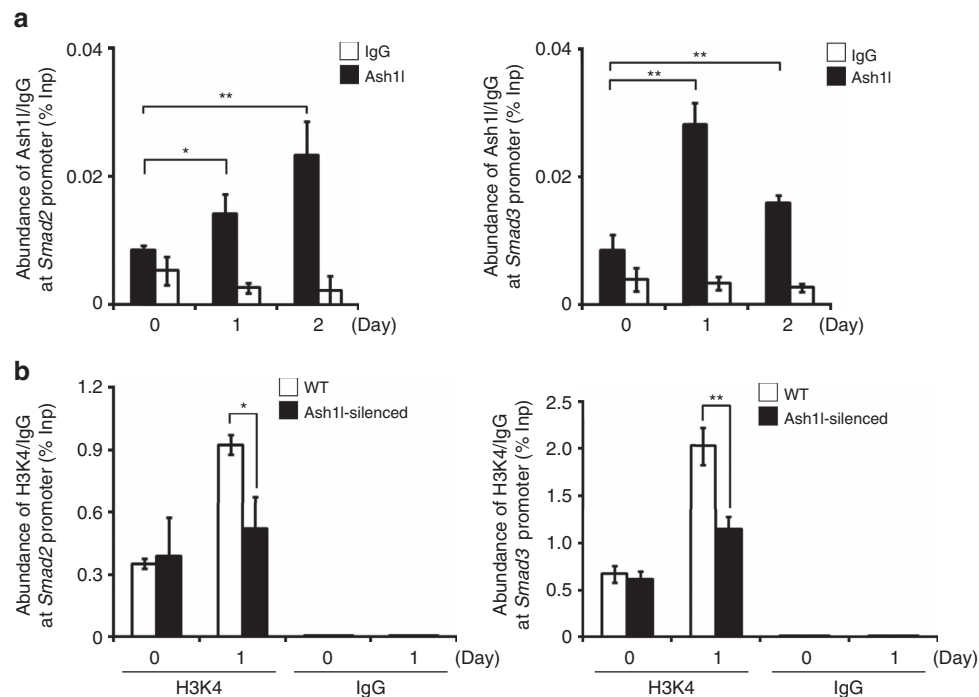 a
Abundance of Ash1l/IgG
at Smad2 promoter (% Inp)
0.04
0.02
0
IgG
Ash1l
*
**
0 1 2 (Day)
Abundance of Ash1l/IgG
at Smad3 promoter (% Inp)
0.04
0.02
0
IgG
Ash1l
**
**
0 1 2 (Day)
b
Abundance of H3K4/IgG
at Smad2 promoter (% Inp)
1.2
0.9
0.6
0.3
0
WT
Ash1l-silenced
*
0 1 0 1 (Day)
H3K4 IgG
Abundance of H3K4/IgG
at Smad3 promoter (% Inp)
2.5
2.0
1.5
1.0
0.5
0
WT
Ash1l-silenced
**
0 1 0 1 (Day)
H3K4 IgG